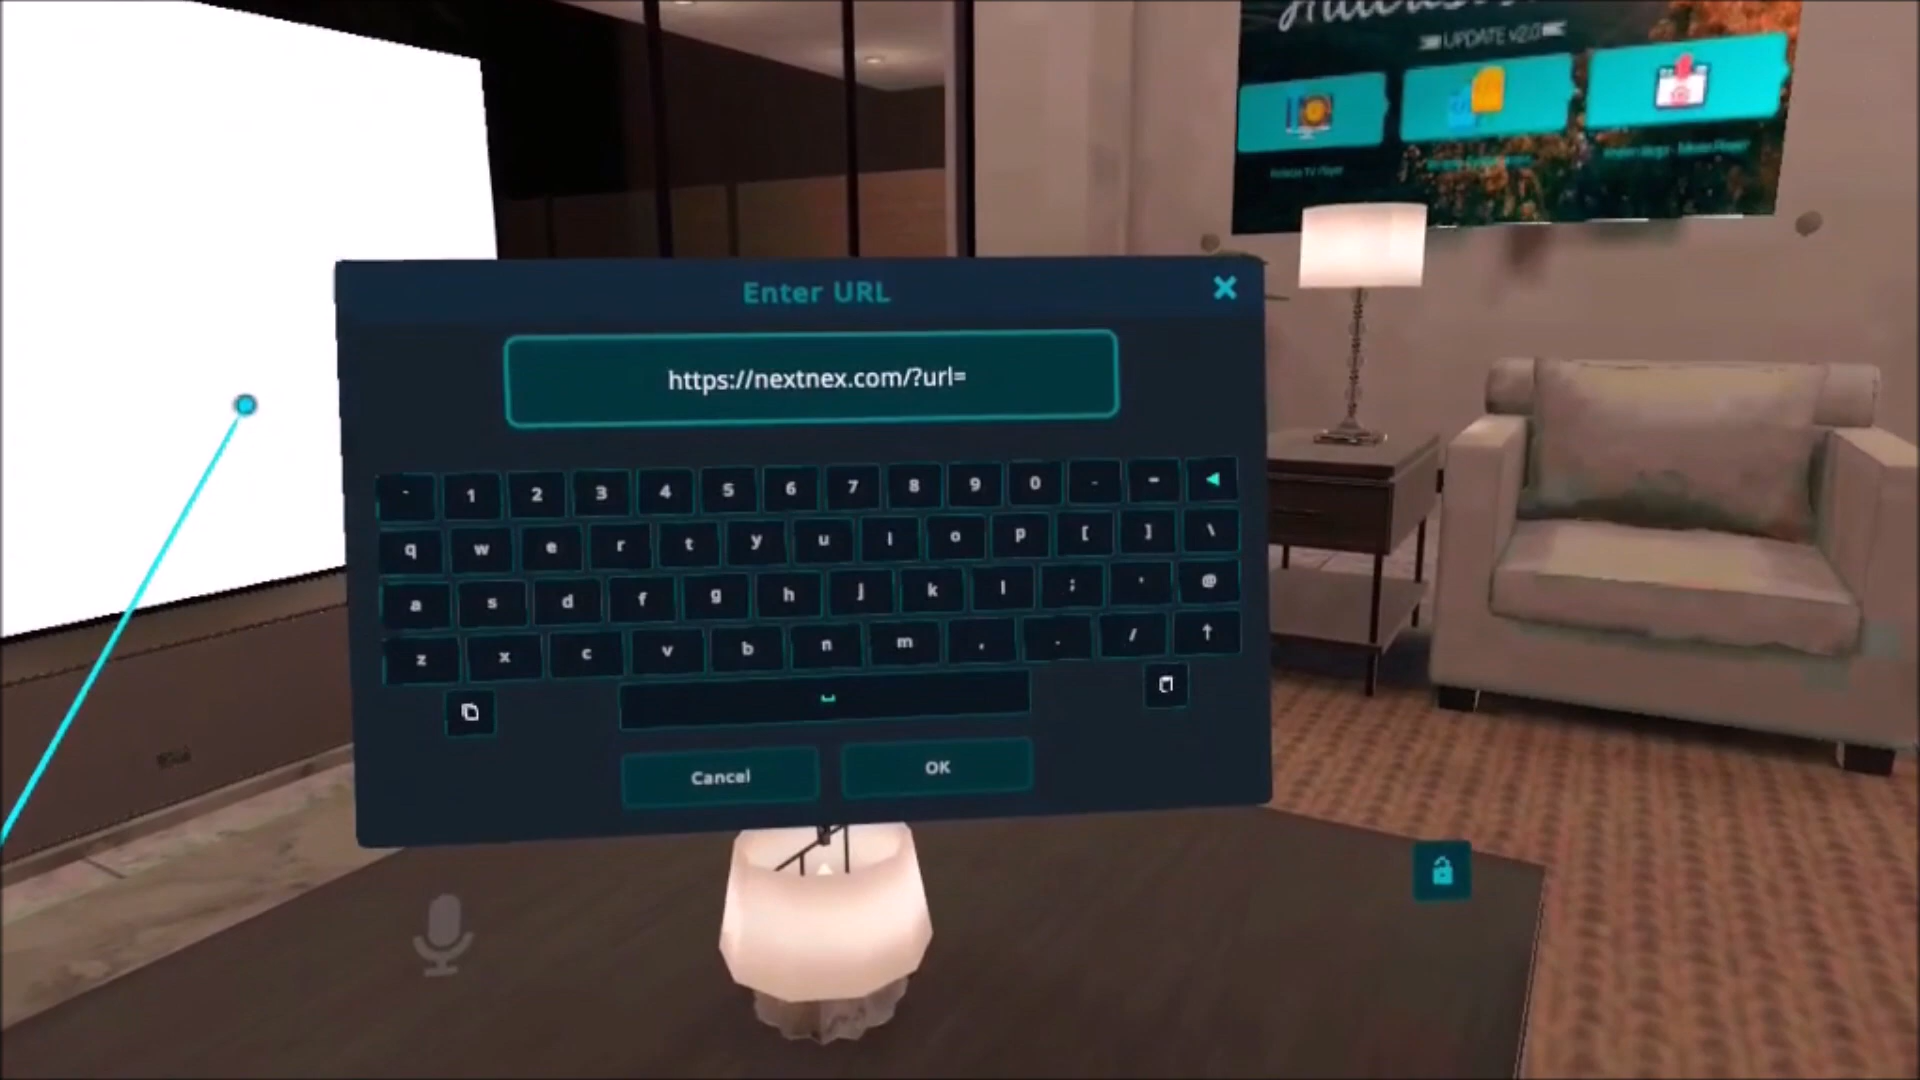 UPDATE v2.0
Enter URL
https://nextnex.com/?url=
` 1 2 3 4 5 6 7 8 9 0 - =
q w e r t y u i o p [ ] \
a s d f g h j k l ; ' @
z x c v b n m , . /
Cancel
OK